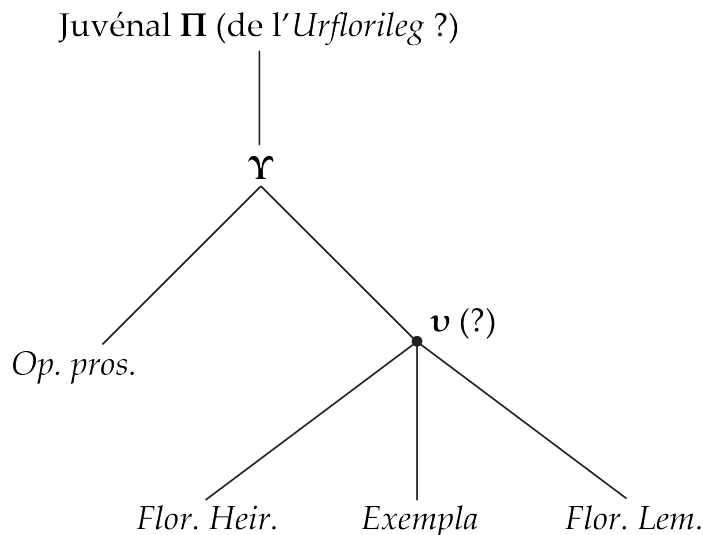 Juvénal Π (de l'Urflorileg ?)
ϒ
υ (?)
Op. pros.
Flor. Heir.
Exempla
Flor. Lem.